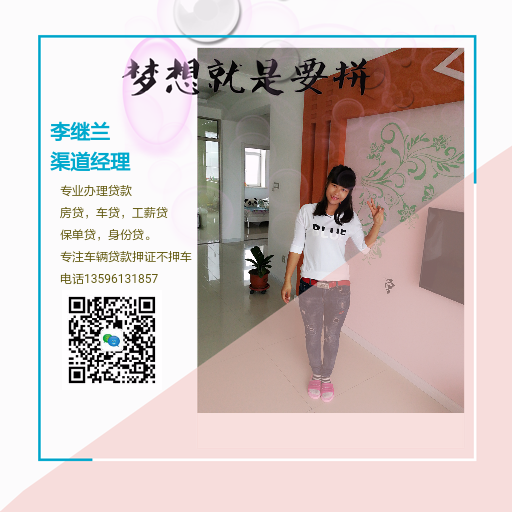 梦想就是要拼
李继兰
渠道经理
专业办理贷款
房贷，车贷，工薪贷
保单贷，身份贷。
专注车辆贷款押证不押车
电话13596131857